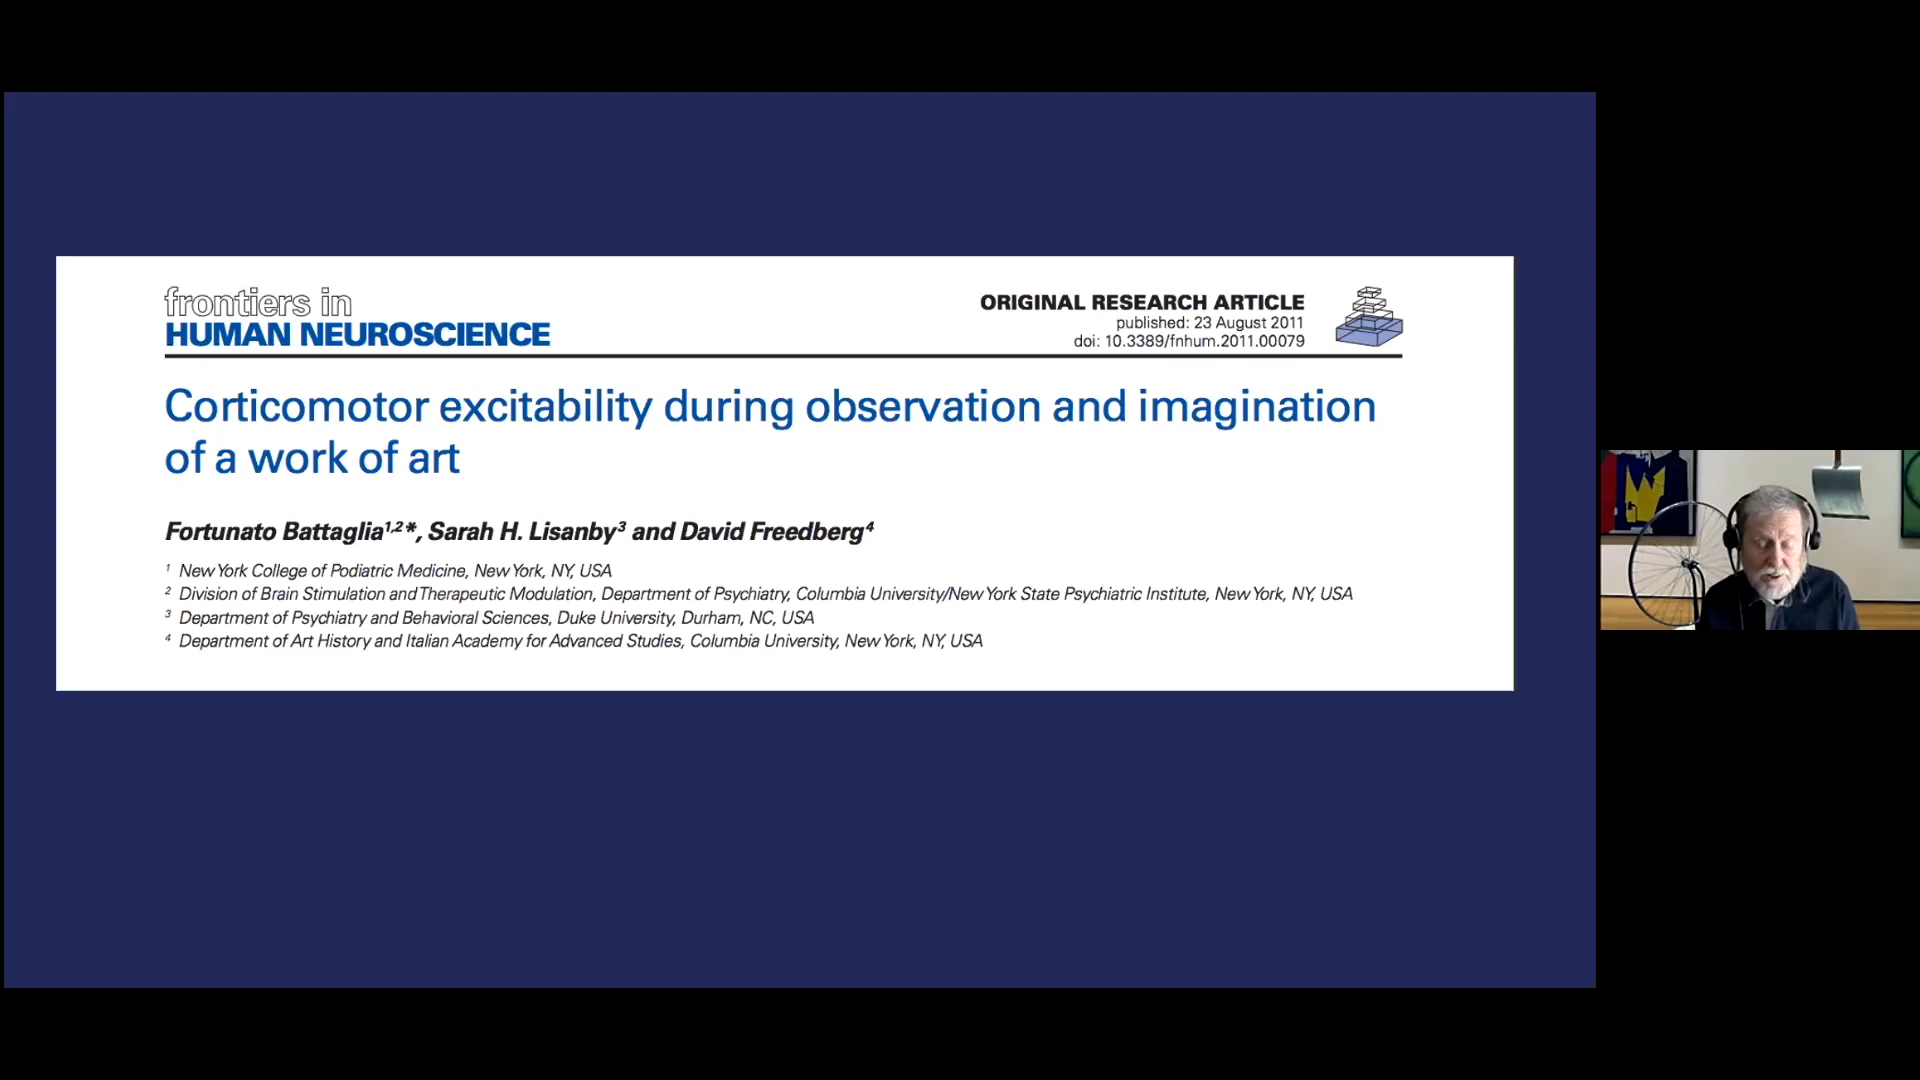 frontiers in
HUMAN NEUROSCIENCE
ORIGINAL RESEARCH ARTICLE
published: 23 August 2011
doi: 10.3389/fnhum.2011.00079
Corticomotor excitability during observation and imagination
of a work of art
Fortunato Battaglia1,2*, Sarah H. Lisanby3 and David Freedberg4
1 New York College of Podiatric Medicine, New York, NY, USA
2 Division of Brain Stimulation and Therapeutic Modulation, Department of Psychiatry, Columbia University/New York State Psychiatric Institute, New York, NY, USA
3 Department of Psychiatry and Behavioral Sciences, Duke University, Durham, NC, USA
4 Department of Art History and Italian Academy for Advanced Studies, Columbia University, New York, NY, USA